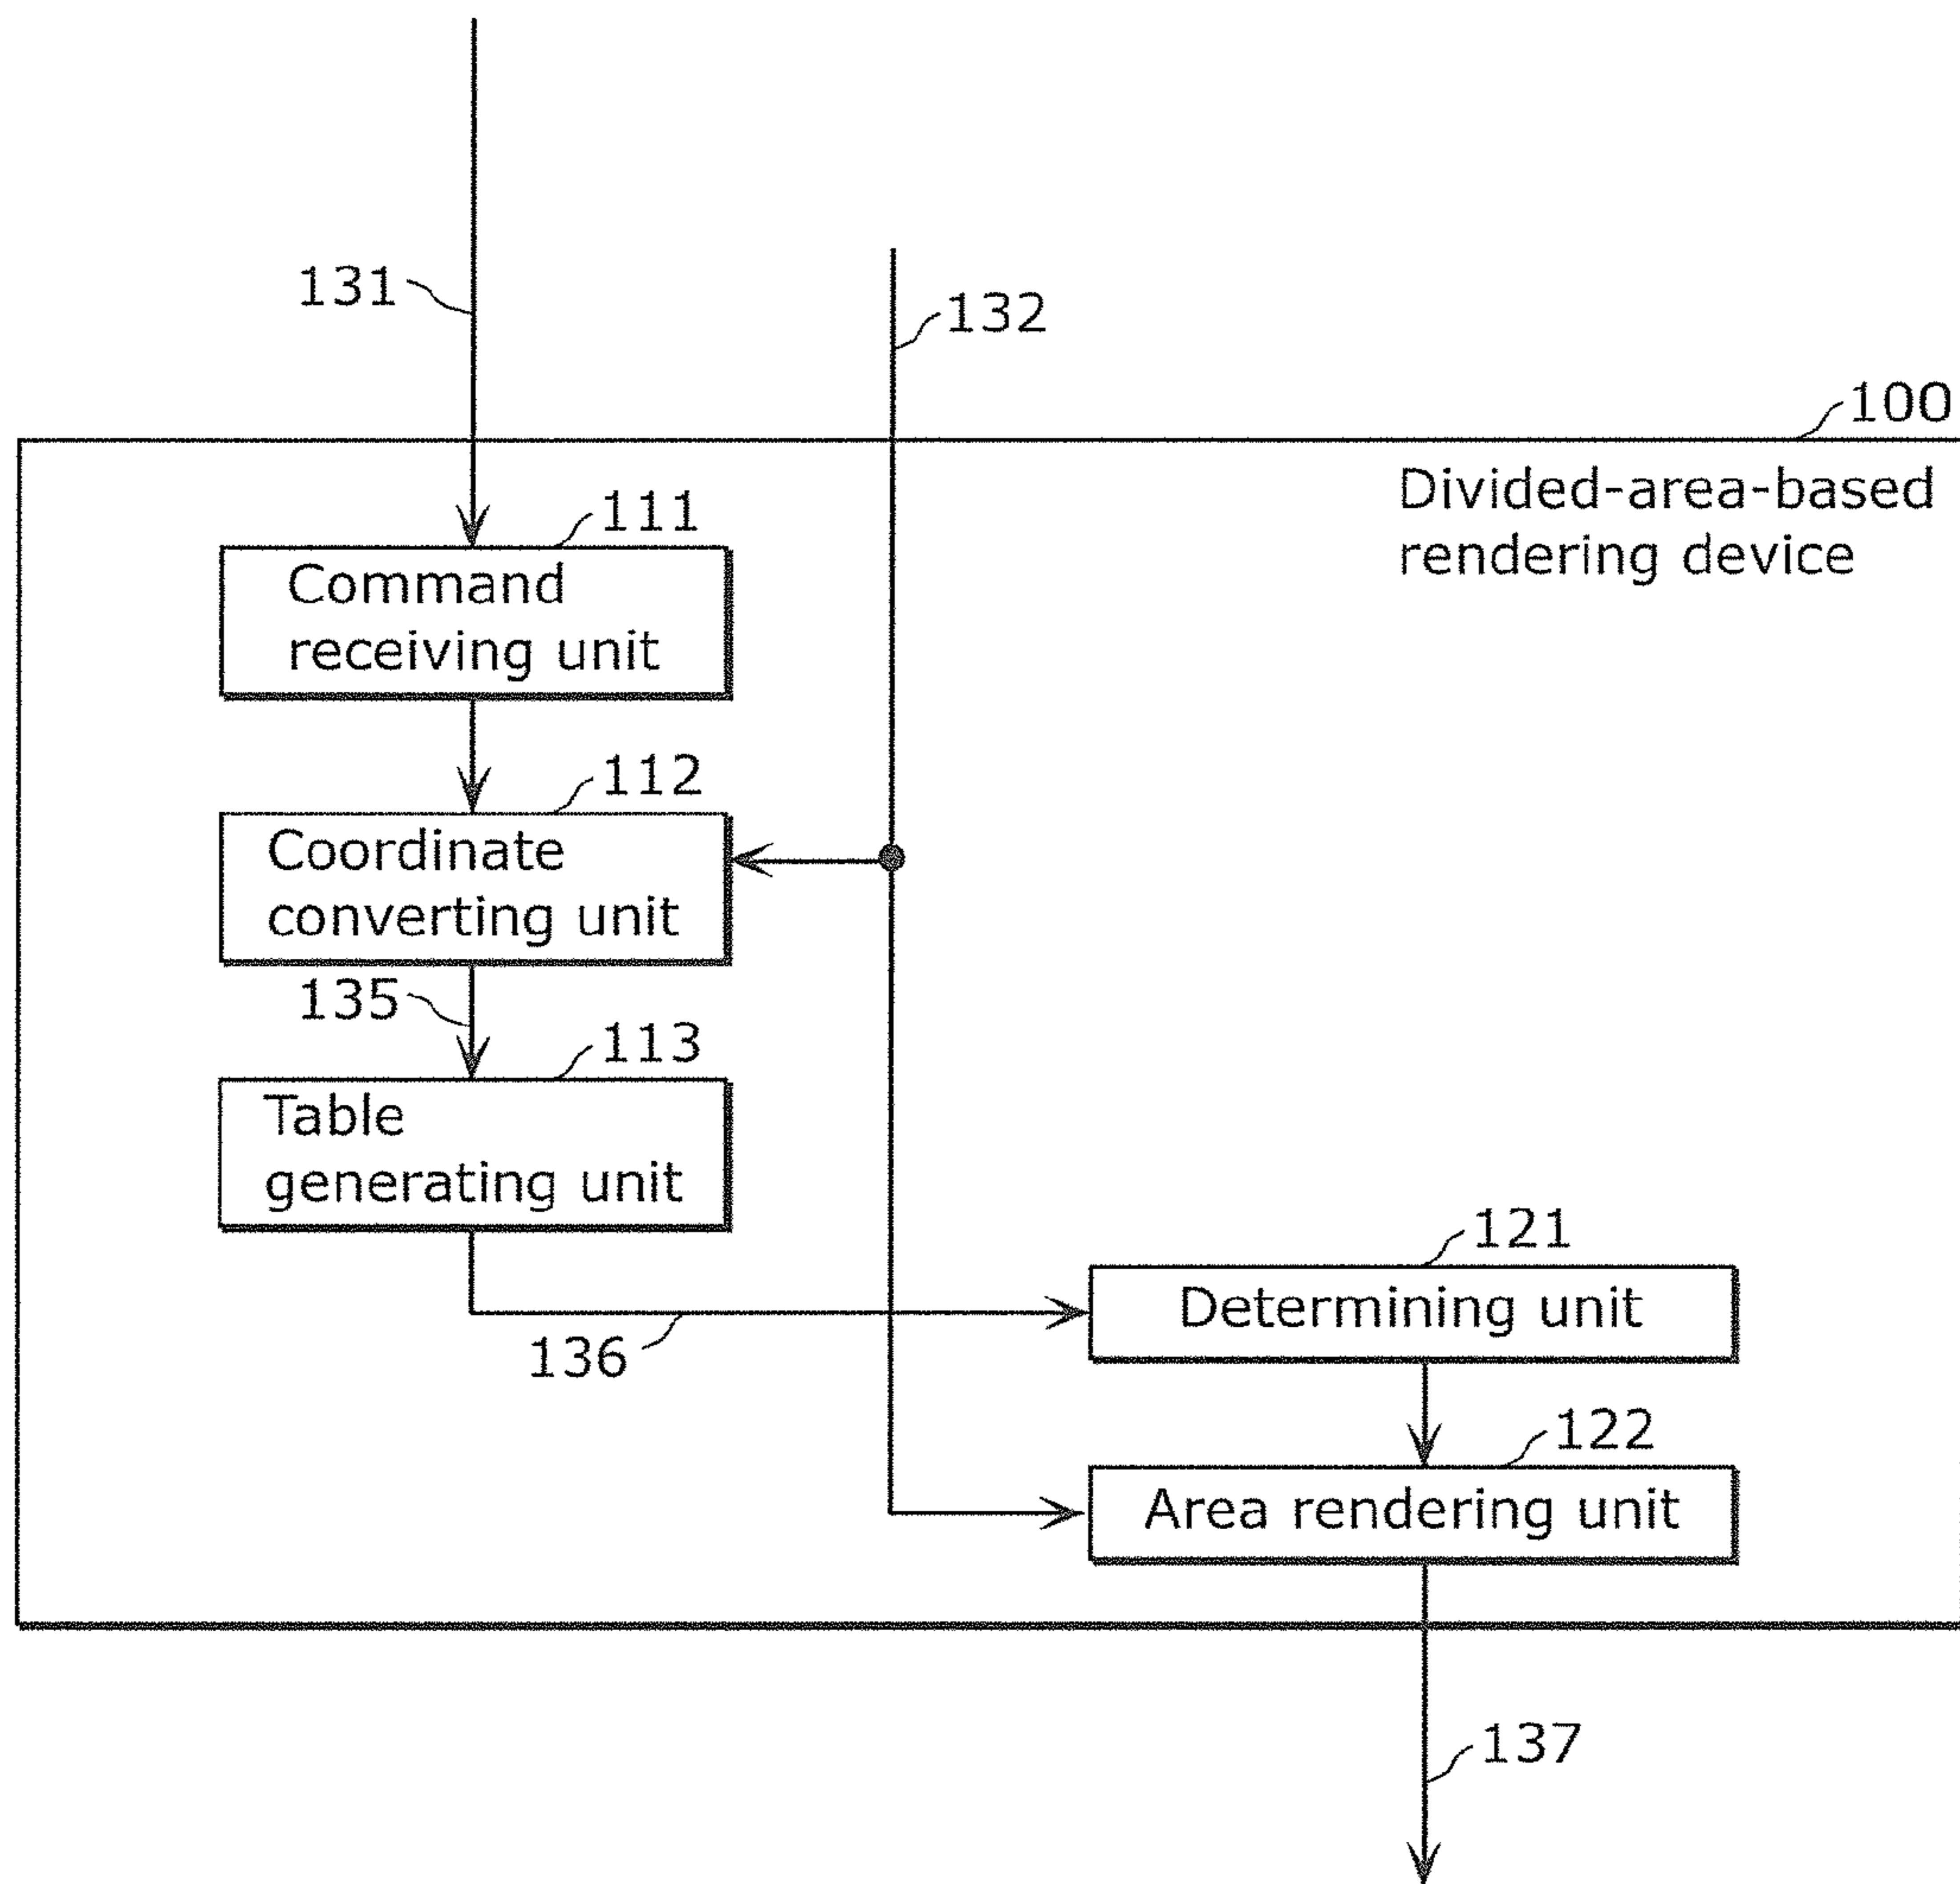 131
132
100
Divided-area-based
rendering device
111
Command
receiving unit
112
Coordinate
converting unit
135
113
Table
generating unit
121
Determining unit
136
122
Area rendering unit
137